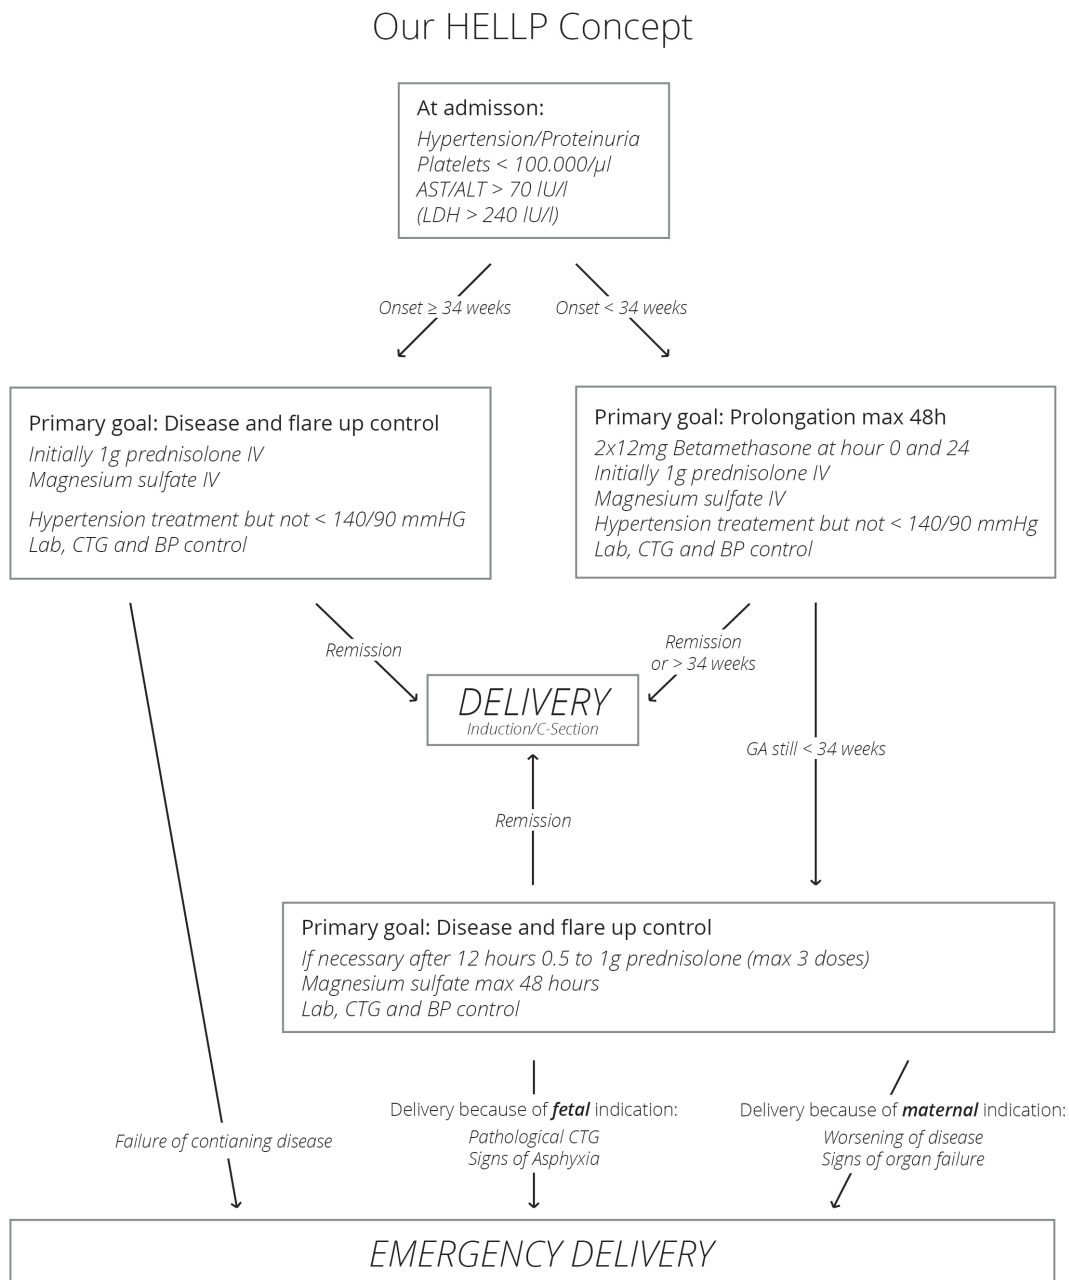 Our HELLP Concept
At admisson:
Hypertension/Proteinuria
Platelets < 100.000/µl
AST/ALT > 70 lU/l
(LDH > 240 lU/l)
Onset ≥ 34 weeks
Onset < 34 weeks
Primary goal: Disease and flare up control
Initially 1g prednisolone IV
Magnesium sulfate IV
Hypertension treatment but not < 140/90 mmHG
Lab, CTG and BP control
Primary goal: Prolongation max 48h
2x12mg Betamethasone at hour 0 and 24
Initially 1g prednisolone IV
Magnesium sulfate IV
Hypertension treatement but not < 140/90 mmHg
Lab, CTG and BP control
Remission
Remission
or > 34 weeks
DELIVERY
Induction/C-Section
GA still < 34 weeks
Remission
Primary goal: Disease and flare up control
If necessary after 12 hours 0.5 to 1g prednisolone (max 3 doses)
Magnesium sulfate max 48 hours
Lab, CTG and BP control
Failure of contianing disease
Delivery because of fetal indication:
Pathological CTG
Signs of Asphyxia
Delivery because of maternal indication:
Worsening of disease
Signs of organ failure
EMERGENCY DELIVERY